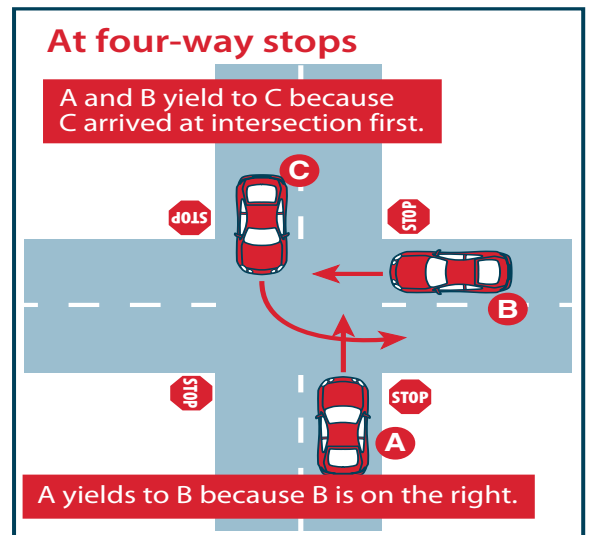 At four-way stops
A and B yield to C because
C arrived at intersection first.
C
STOP
STOP
B
STOP
STOP
A
A yields to B because B is on the right.